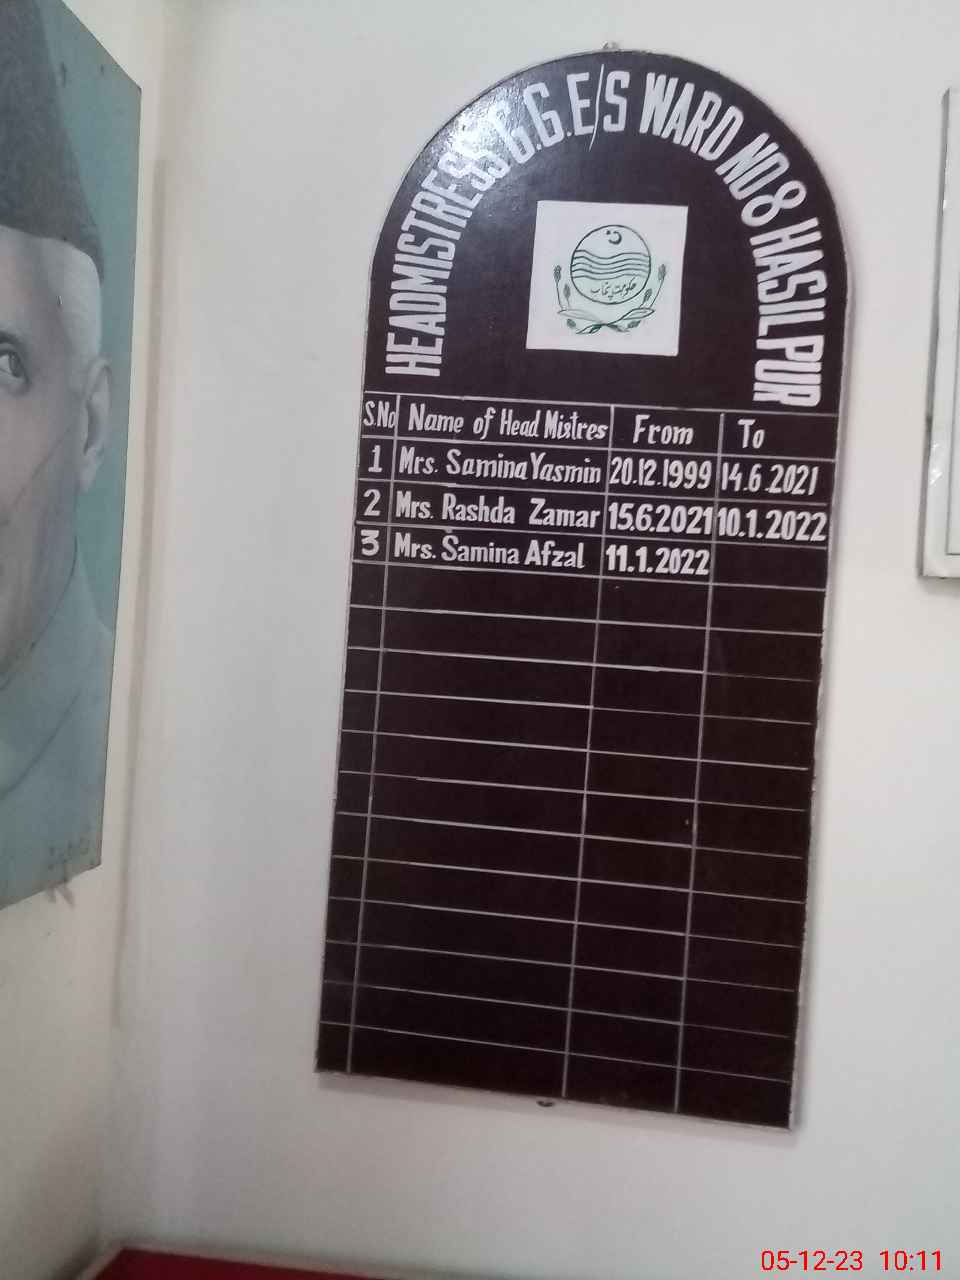 HEADMISTRESS G.G.E/S WARD NO 8 HASILPUR
حکومت پنجاب
S.No Name of Head Mistres From To
1 Mrs. Samina Yasmin 20.12.1999 14.6.2021
2 Mrs. Rashda Zamar 15.6.2021 10.1.2022
3 Mrs. Samina Afzal 11.1.2022
05-12-23 10:11